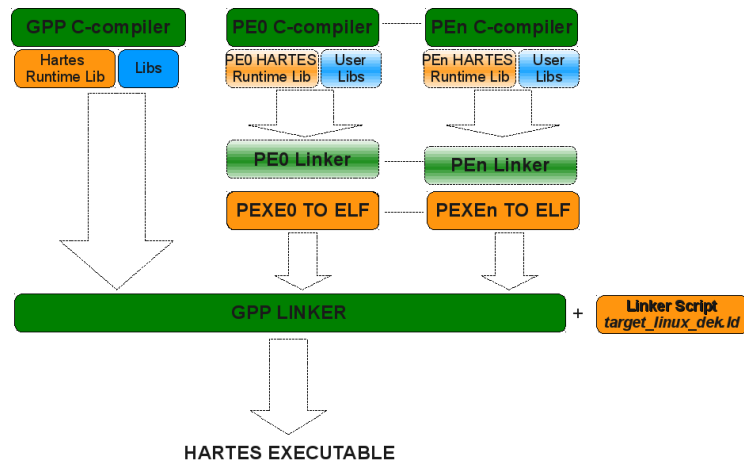 GPP C-compiler
PE0 C-compiler
PEn C-compiler
Hartes
Runtime Lib
Libs
PE0 HARTES
Runtime Lib
User
Libs
PEn HARTES
Runtime Lib
User
Libs
PE0 Linker
PEn Linker
PEXE0 TO ELF
PEXEn TO ELF
GPP LINKER
+
Linker Script
target_linux_dek.ld
HARTES EXECUTABLE